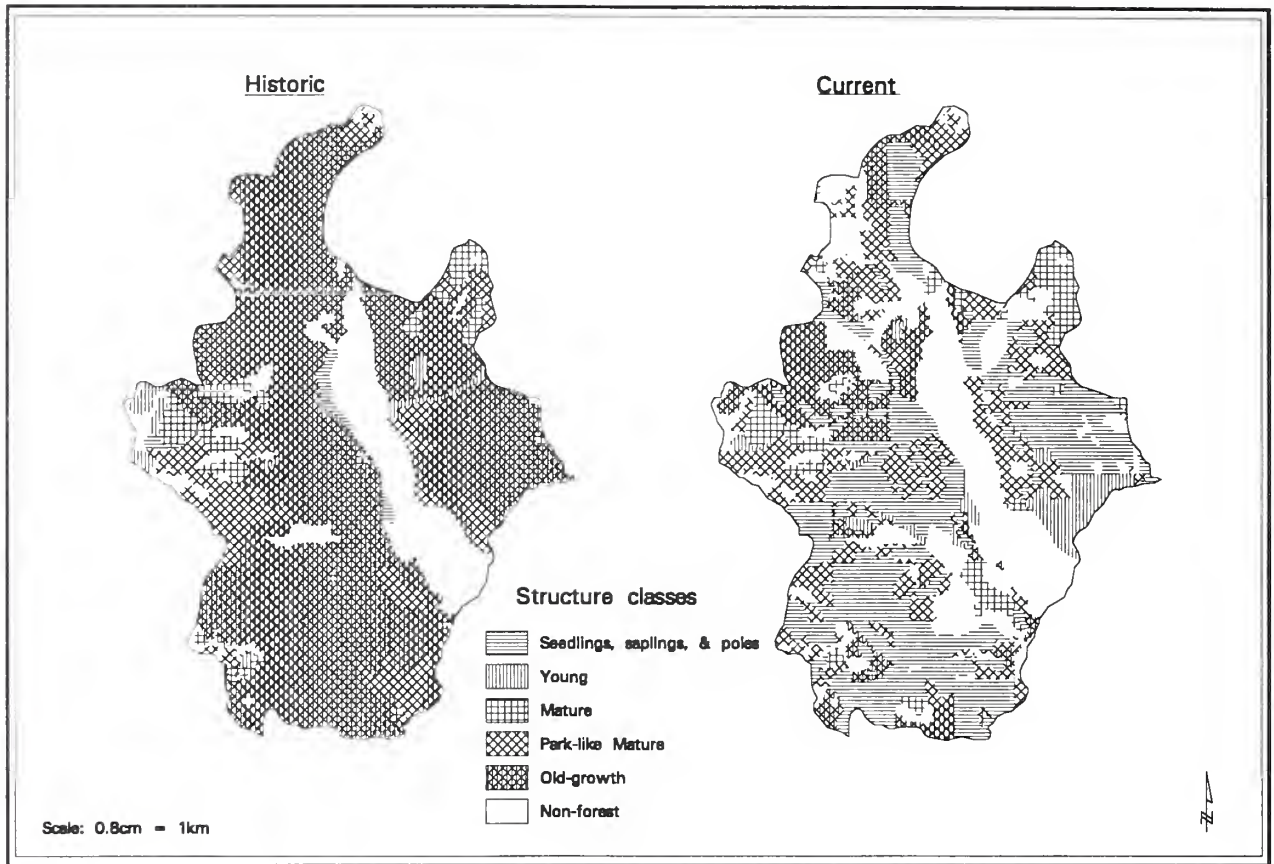 Historic
Current
Structure classes
Seedlings, saplings, & poles
Young
Mature
Park-like Mature
Old-growth
Non-forest
Scale: 0.8cm = 1km
N